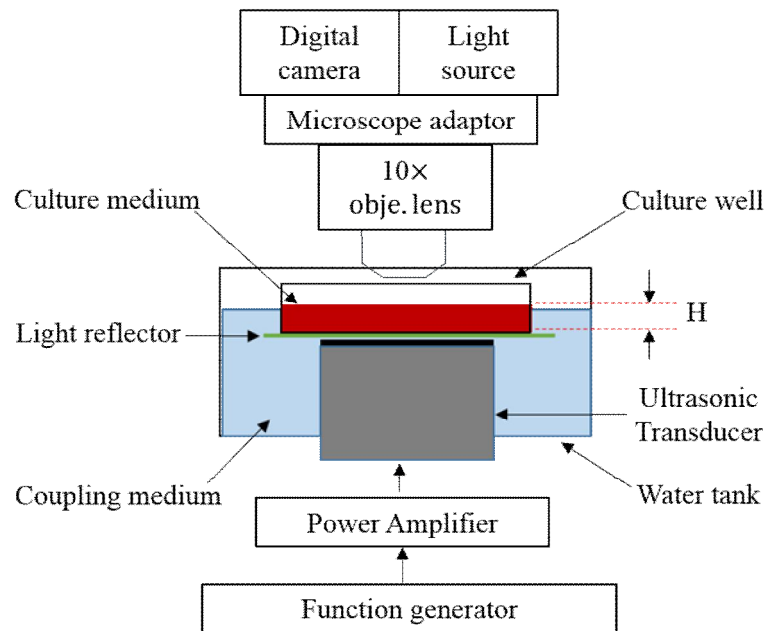 Digital
camera
Light
source
Microscope adaptor
10×
obje. lens
Culture medium
Culture well
H
Light reflector
Ultrasonic
Transducer
Coupling medium
Water tank
Power Amplifier
Function generator